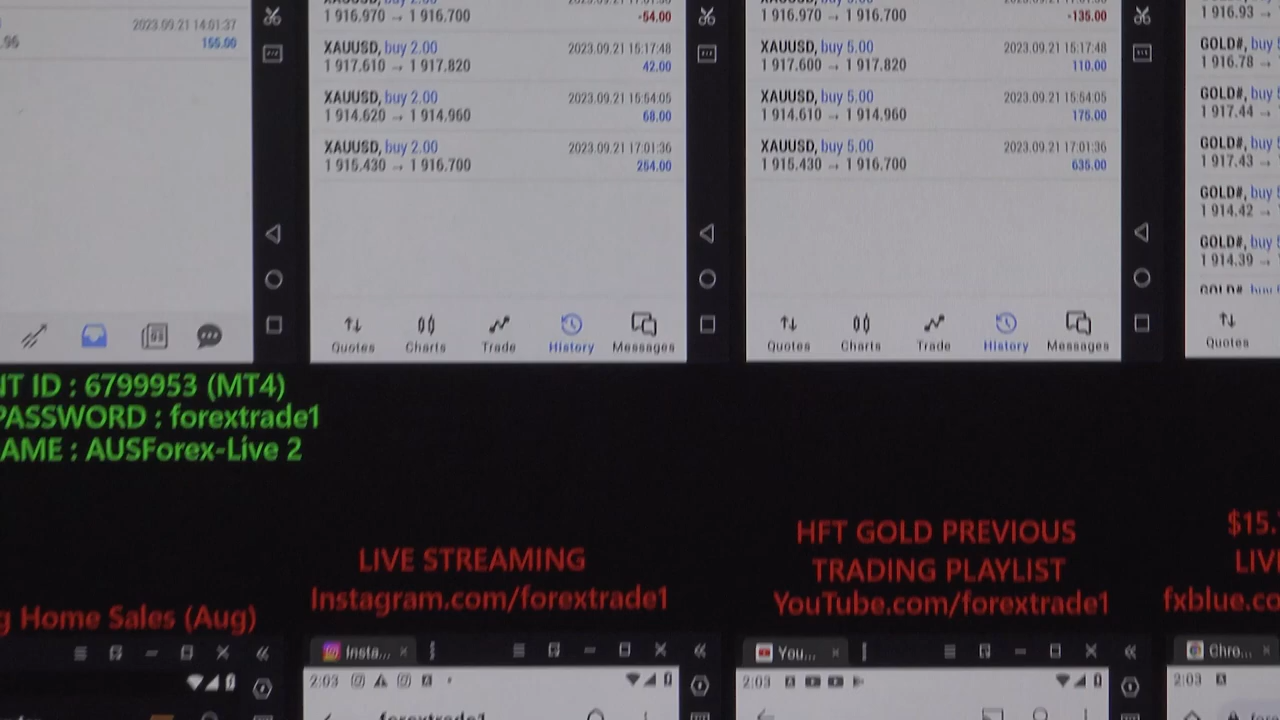 2023.09.21 14:01:37
155.00
1 916.970 → 1 916.700
-54.00
XAUUSD, buy 2.00
2023.09.21 15:17:48
1 917.610 → 1 917.820
42.00
XAUUSD, buy 2.00
2023.09.21 15:54:05
1 914.620 → 1 914.960
68.00
XAUUSD, buy 2.00
2023.09.21 17:01:36
1 915.430 → 1 916.700
254.00
Quotes
Charts
Trade
History
Messages
1 916.970 → 1 916.700
-135.00
XAUUSD, buy 5.00
2023.09.21 15:17:48
1 917.600 → 1 917.820
110.00
XAUUSD, buy 5.00
2023.09.21 15:54:05
1 914.610 → 1 914.960
175.00
XAUUSD, buy 5.00
2023.09.21 17:01:36
1 915.430 → 1 916.700
635.00
Quotes
Charts
Trade
History
Messages
1 916.93 →
GOLD#, buy
1 916.78 →
GOLD#, buy
1 917.44 →
GOLD#, buy
1 917.43 →
GOLD#, buy
1 914.42 →
GOLD#, buy
1 914.39 →
GOLD#, buy
Quotes
NT ID : 6799953 (MT4)
PASSWORD : forextrade1
AME : AUSForex-Live 2
g Home Sales (Aug)
LIVE STREAMING
Instagram.com/forextrade1
HFT GOLD PREVIOUS
TRADING PLAYLIST
YouTube.com/forextrade1
$15.
LIV
fxblue.co
Insta...
2:03
forextrade1
You...
2:03
Chro...
2:03